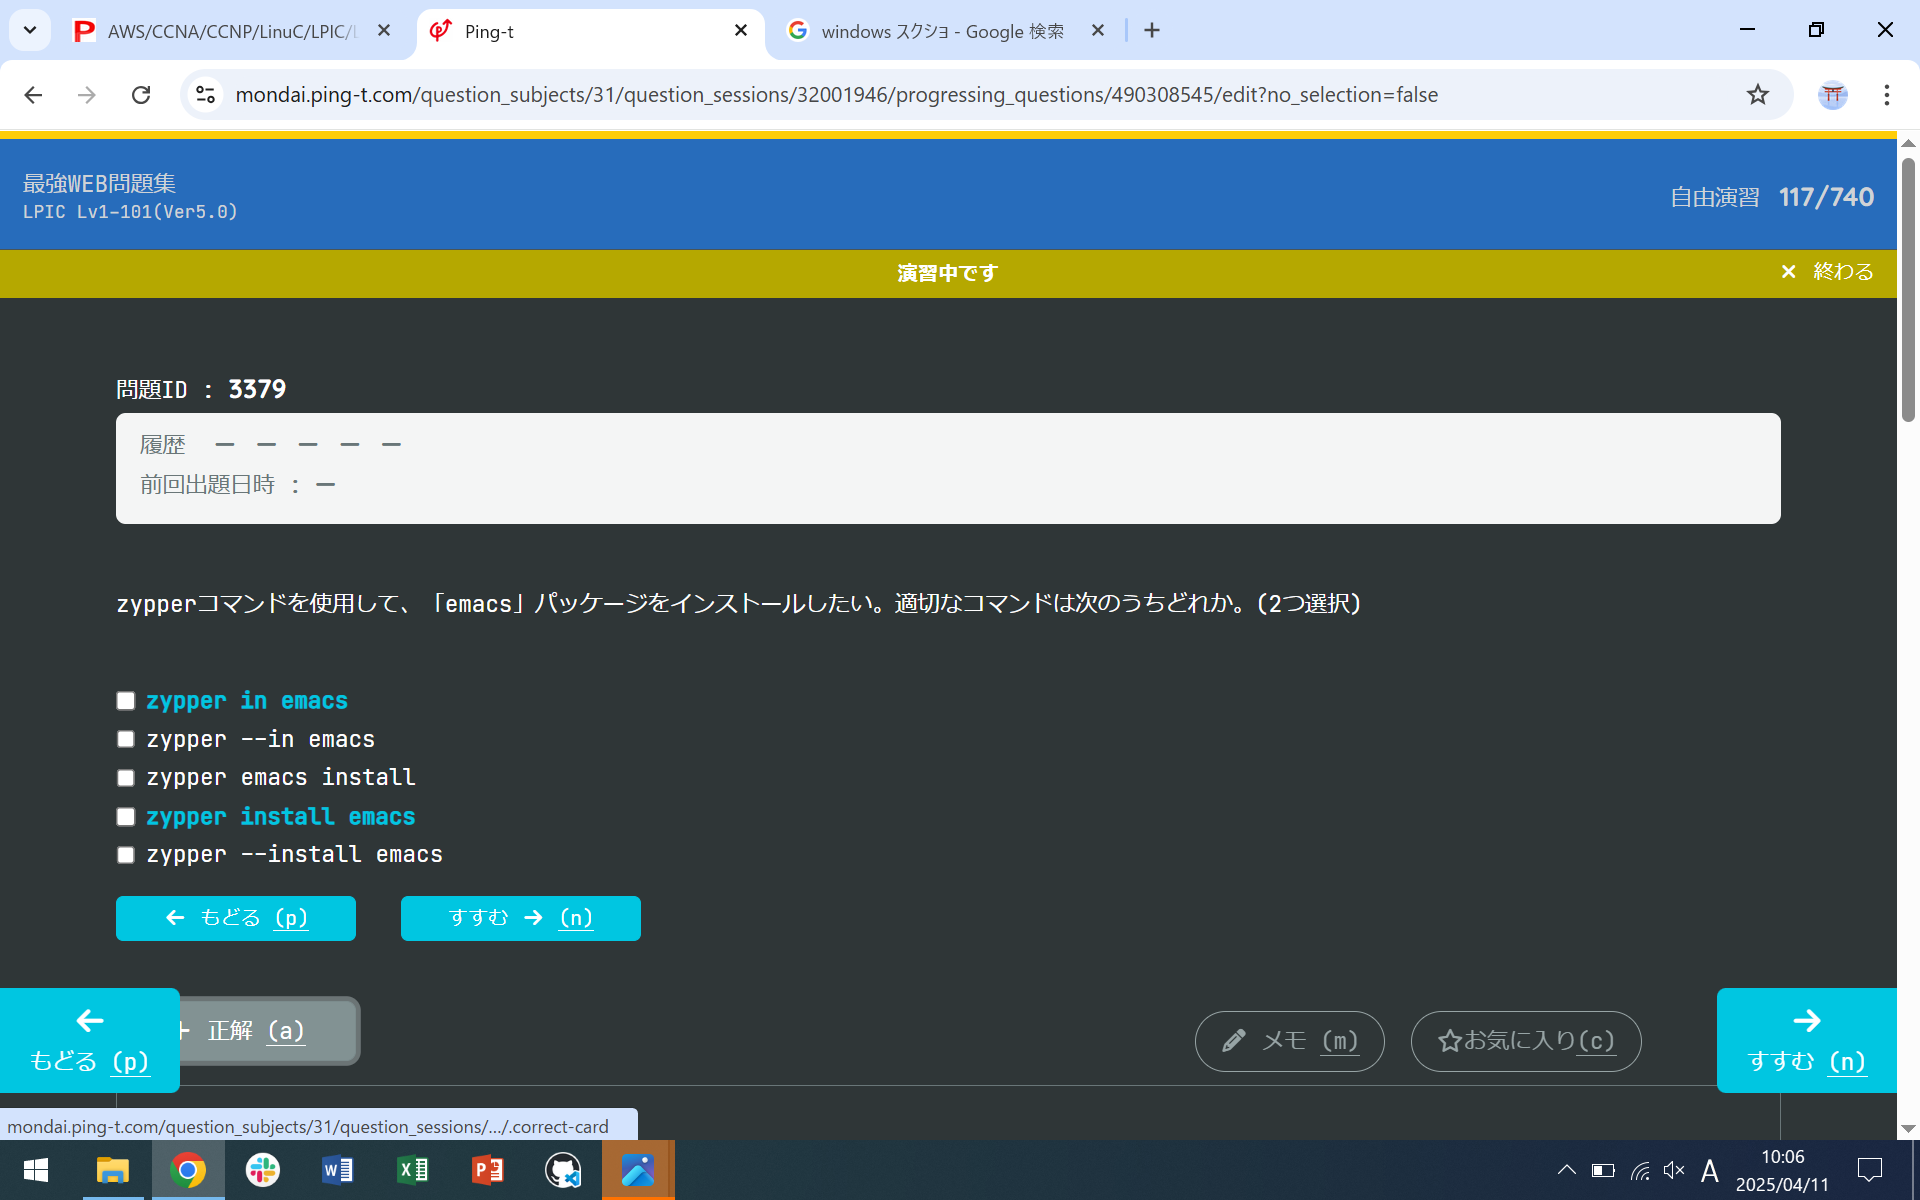 AWS/CCNA/CCNP/LinuC/LPIC/
Ping-t
windows スクショ - Google 検索
mondai.ping-t.com/question_subjects/31/question_sessions/32001946/progressing_questions/490308545/edit?no_selection=false
最強WEB問題集
LPIC Lv1-101(Ver5.0)
自由演習 117/740
演習中です
× 終わる
問題ID : 3379
履歴 ー ー ー ー ー
前回出題日時 : ー
zypperコマンドを使用して、「emacs」パッケージをインストールしたい。適切なコマンドは次のうちどれか。(2つ選択)
zypper in emacs
zypper --in emacs
zypper emacs install
zypper install emacs
zypper --install emacs
← もどる (p)
すすむ → (n)
正解 (a)
メモ (m)
☆お気に入り(c)
←
もどる (p)
→
すすむ (n)
mondai.ping-t.com/question_subjects/31/question_sessions/.../.correct-card
A
10:06
2025/04/11